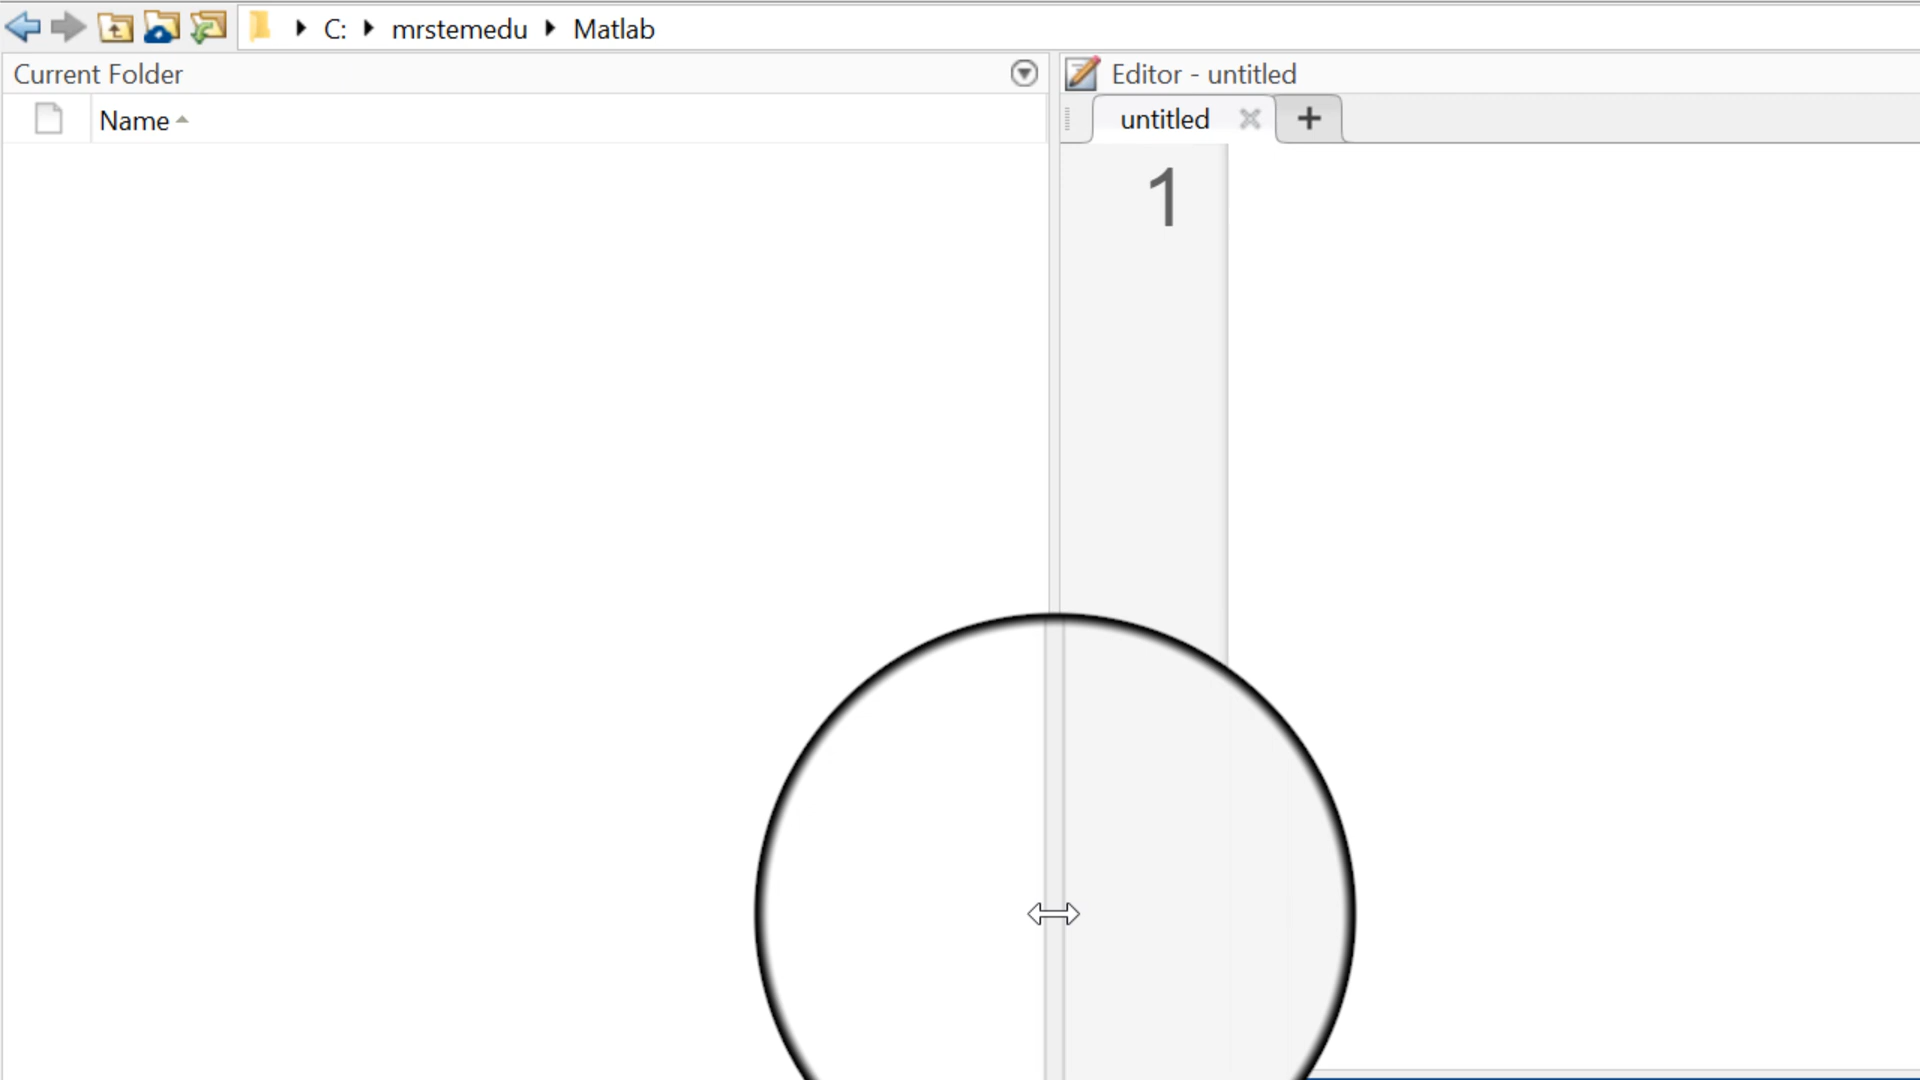 C: mrstemedu Matlab
Current Folder
Editor - untitled
Name
untitled
1